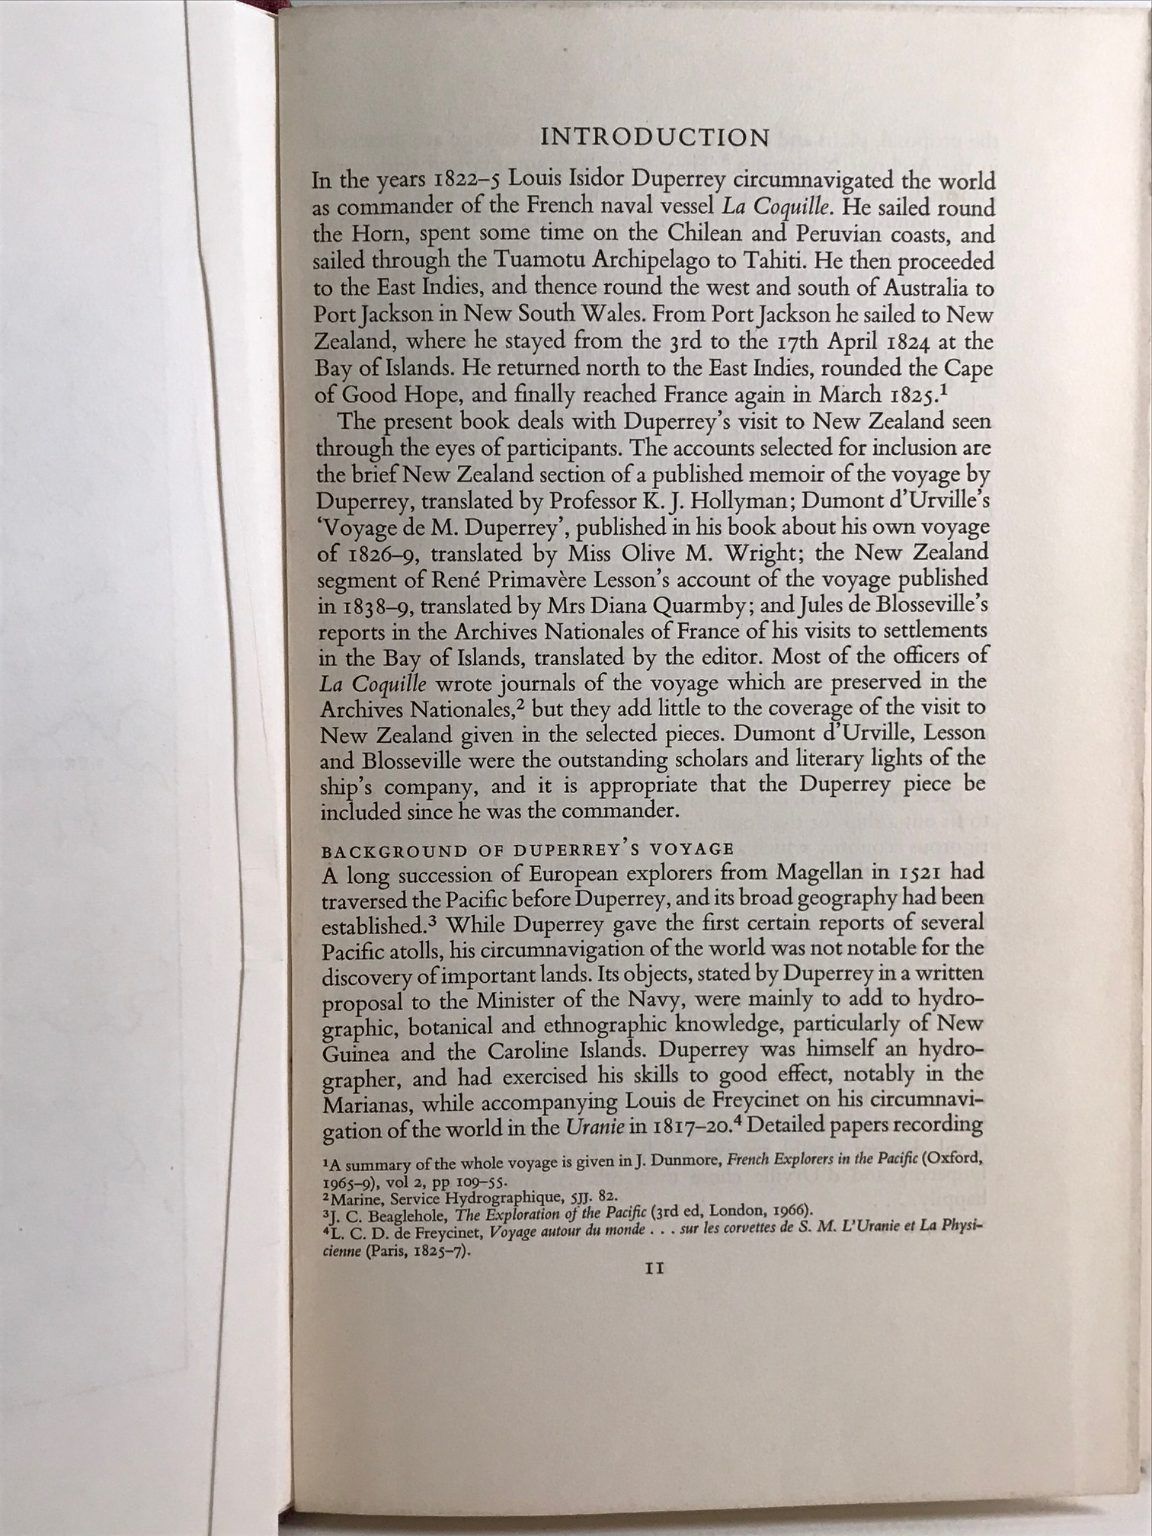 INTRODUCTION
In the years 1822–5 Louis Isidor Duperrey circumnavigated the world
as commander of the French naval vessel La Coquille. He sailed round
the Horn, spent some time on the Chilean and Peruvian coasts, and
sailed through the Tuamotu Archipelago to Tahiti. He then proceeded
to the East Indies, and thence round the west and south of Australia to
Port Jackson in New South Wales. From Port Jackson he sailed to New
Zealand, where he stayed from the 3rd to the 17th April 1824 at the
Bay of Islands. He returned north to the East Indies, rounded the Cape
of Good Hope, and finally reached France again in March 1825.¹
The present book deals with Duperrey's visit to New Zealand seen
through the eyes of participants. The accounts selected for inclusion are
the brief New Zealand section of a published memoir of the voyage by
Duperrey, translated by Professor K. J. Hollyman; Dumont d'Urville's
'Voyage de M. Duperrey', published in his book about his own voyage
of 1826–9, translated by Miss Olive M. Wright; the New Zealand
segment of René Primavère Lesson's account of the voyage published
in 1838–9, translated by Mrs Diana Quarmby; and Jules de Blosseville's
reports in the Archives Nationales of France of his visits to settlements
in the Bay of Islands, translated by the editor. Most of the officers of
La Coquille wrote journals of the voyage which are preserved in the
Archives Nationales,² but they add little to the coverage of the visit to
New Zealand given in the selected pieces. Dumont d'Urville, Lesson
and Blosseville were the outstanding scholars and literary lights of the
ship's company, and it is appropriate that the Duperrey piece be
included since he was the commander.
BACKGROUND OF DUPERREY'S VOYAGE
A long succession of European explorers from Magellan in 1521 had
traversed the Pacific before Duperrey, and its broad geography had been
established.³ While Duperrey gave the first certain reports of several
Pacific atolls, his circumnavigation of the world was not notable for the
discovery of important lands. Its objects, stated by Duperrey in a written
proposal to the Minister of the Navy, were mainly to add to hydro-
graphic, botanical and ethnographic knowledge, particularly of New
Guinea and the Caroline Islands. Duperrey was himself an hydro-
grapher, and had exercised his skills to good effect, notably in the
Marianas, while accompanying Louis de Freycinet on his circumnavi-
gation of the world in the Uranie in 1817–20.⁴ Detailed papers recording
¹A summary of the whole voyage is given in J. Dunmore, French Explorers in the Pacific (Oxford,
1965–9), vol 2, pp 109–55.
²Marine, Service Hydrographique, 5JJ. 82.
³J. C. Beaglehole, The Exploration of the Pacific (3rd ed, London, 1966).
⁴L. C. D. de Freycinet, Voyage autour du monde . . . sur les corvettes de S. M. L'Uranie et La Physi-
cienne (Paris, 1825–7).
11